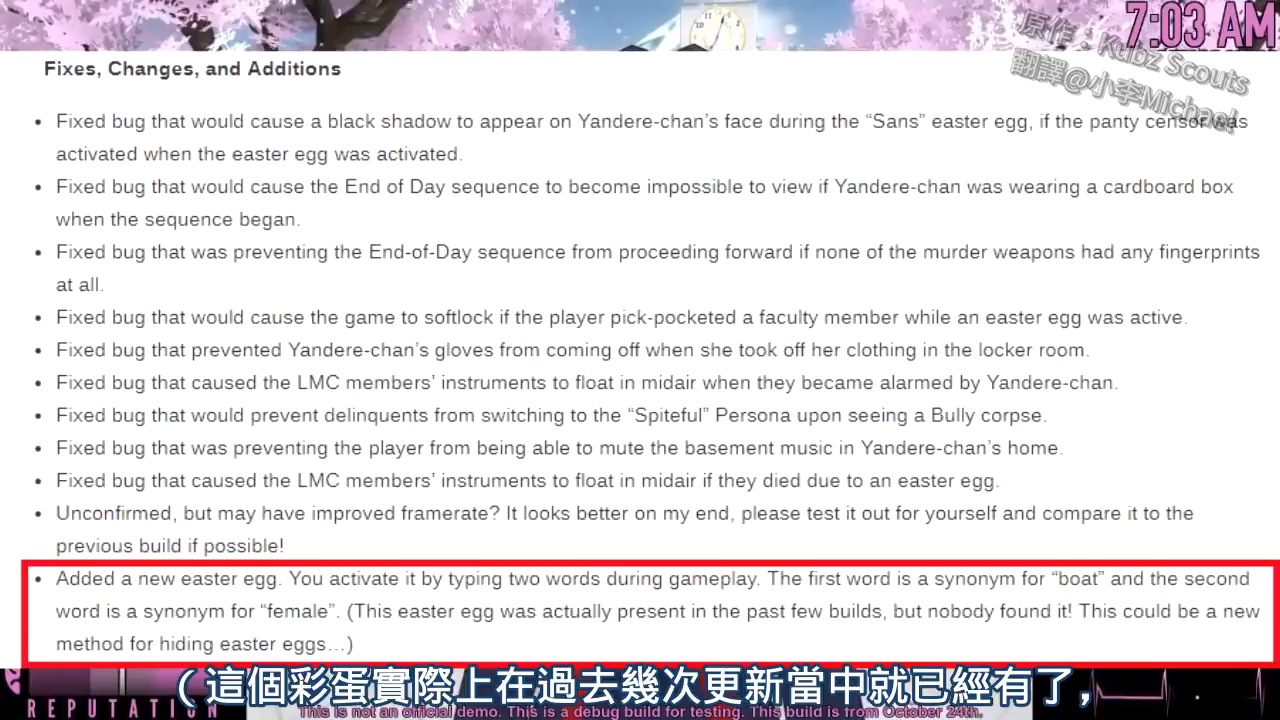 7:03 AM
原作：Kubz Scouts
翻譯@小李Michael
Fixes, Changes, and Additions
• Fixed bug that would cause a black shadow to appear on Yandere-chan’s face during the “Sans” easter egg, if the panty censor was
activated when the easter egg was activated.
• Fixed bug that would cause the End of Day sequence to become impossible to view if Yandere-chan was wearing a cardboard box
when the sequence began.
• Fixed bug that was preventing the End-of-Day sequence from proceeding forward if none of the murder weapons had any fingerprints
at all.
• Fixed bug that would cause the game to softlock if the player pick-pocketed a faculty member while an easter egg was active.
• Fixed bug that prevented Yandere-chan’s gloves from coming off when she took off her clothing in the locker room.
• Fixed bug that caused the LMC members’ instruments to float in midair when they became alarmed by Yandere-chan.
• Fixed bug that would prevent delinquents from switching to the “Spiteful” Persona upon seeing a Bully corpse.
• Fixed bug that was preventing the player from being able to mute the basement music in Yandere-chan’s home.
• Fixed bug that caused the LMC members’ instruments to float in midair if they died due to an easter egg.
• Unconfirmed, but may have improved framerate? It looks better on my end, please test it out for yourself and compare it to the
previous build if possible!
• Added a new easter egg. You activate it by typing two words during gameplay. The first word is a synonym for “boat” and the second
word is a synonym for “female”. (This easter egg was actually present in the past few builds, but nobody found it! This could be a new
method for hiding easter eggs…)
（這個彩蛋實際上在過去幾次更新當中就已經有了，
REPUTATION
This is not an official demo. This is a debug build for testing. This build is from October 24th.